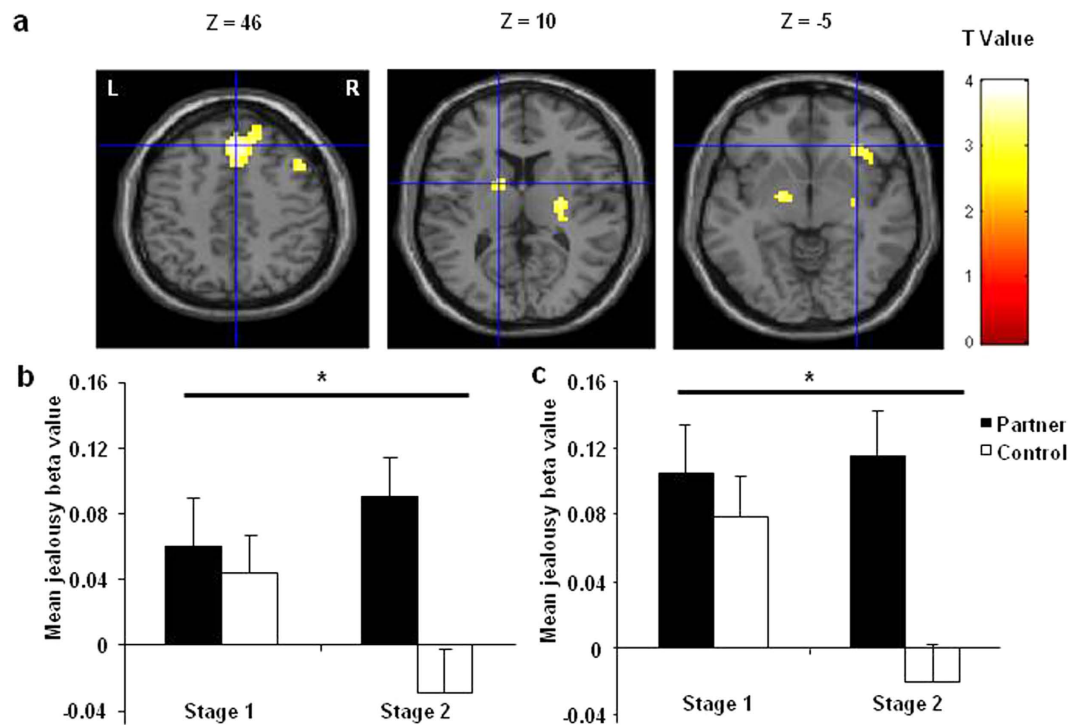 a
Z = 46
Z = 10
Z = -5
T Value
L
R
4
3
2
1
0
b
Mean jealousy beta value
0.16
0.12
0.08
0.04
0
-0.04
*
Stage 1
Stage 2
c
Mean jealousy beta value
0.16
0.12
0.08
0.04
0
-0.04
*
Stage 1
Stage 2
Partner
Control